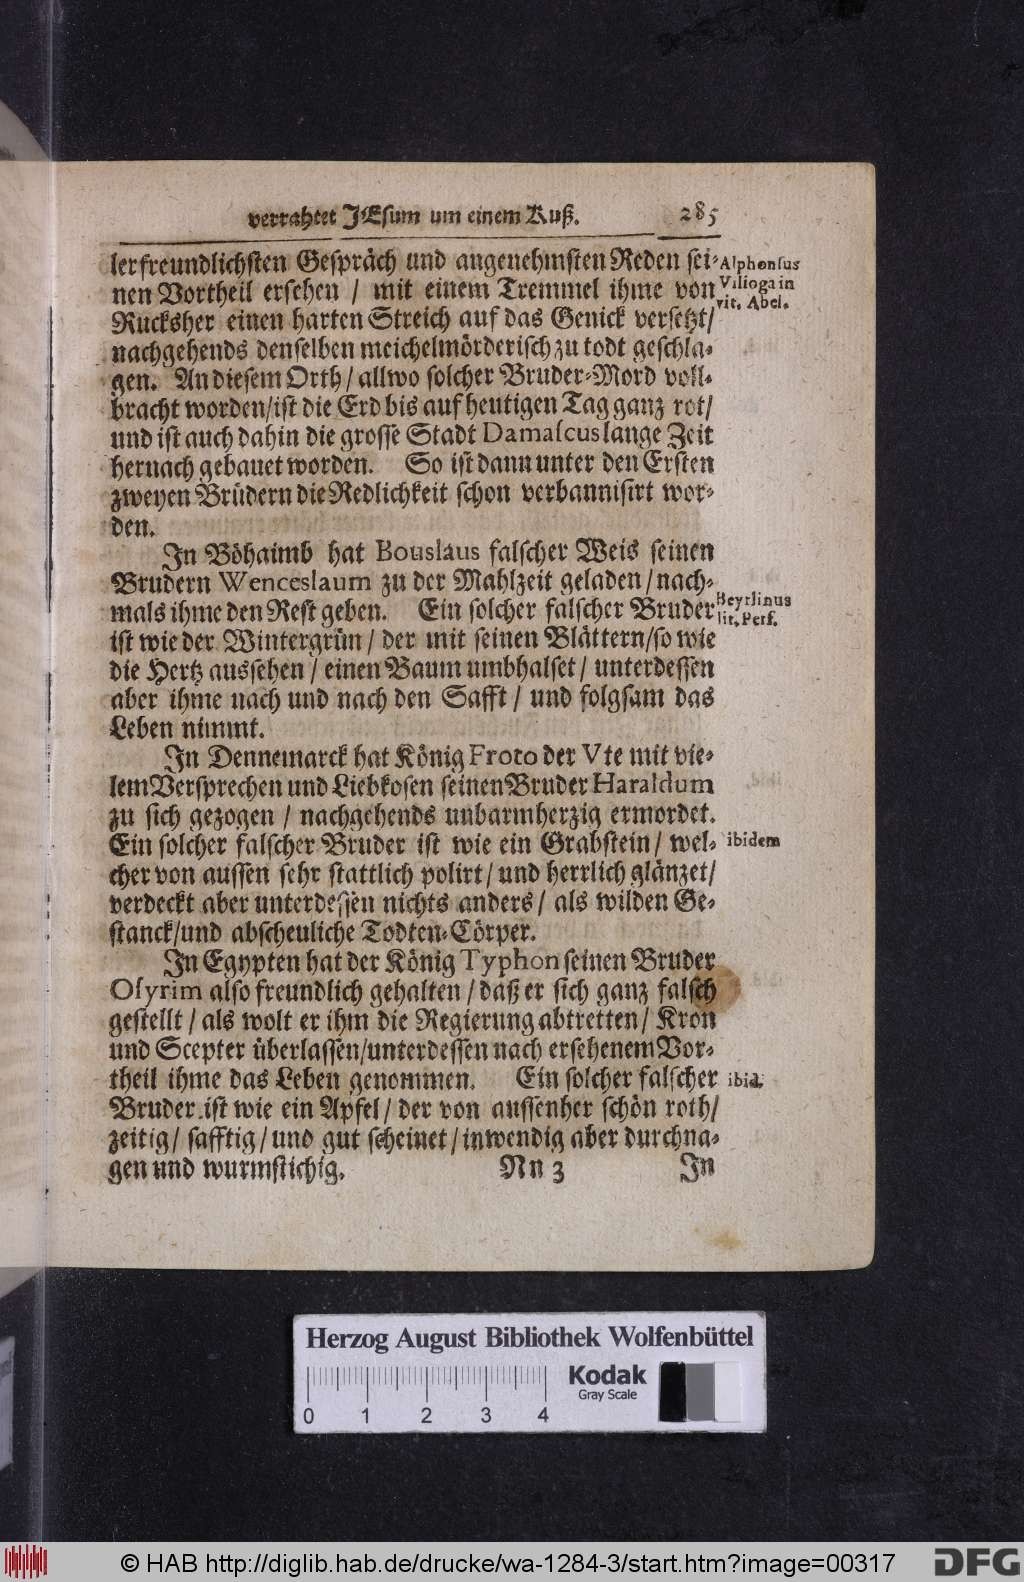 verrahtet JEsum um einem Kuß. 285
ler freundlichsten Gespräch und angenehmsten Reden sei-
nen Vortheil ersehen / mit einem Tremmel ihme von
Rucksher einen harten Streich auf das Genick versetzt/
nachgehends denselben meichelmörderisch zu todt geschla-
gen. An diesem Orth / allwo solcher Bruder-Mord voll-
bracht worden/ist die Erd bis auf heutigen Tag ganz rot/
und ist auch dahin die grosse Stadt Damascus lange Zeit
hernach gebauet worden. So ist dann unter den Ersten
zweyen Brüdern die Redlichkeit schon verbannisirt wor-
den.
Alphonsus
Vilioga in
vit. Abel.
In Böhaimb hat Bouslaus falscher Weis seinen
Brudern Wenceslaum zu der Mahlzeit geladen / nach-
mals ihme den Rest geben. Ein solcher falscher Bruder
ist wie der Wintergrün / der mit seinen Blättern/so wie
die Hertz aussehen / einen Baum umbhalset / unterdessen
aber ihme nach und nach den Safft / und folgsam das
Leben nimmt.
Beyrlinus
lit. Perf.
In Dennemarck hat König Froto der Vte mit vie-
lem Versprechen und Liebkosen seinen Bruder Haraldum
zu sich gezogen / nachgehends unbarmherzig ermordet.
Ein solcher falscher Bruder ist wie ein Grabstein / wel-
cher von aussen sehr stattlich polirt / und herrlich glänzet/
verdeckt aber unterdessen nichts anders / als wilden Ge-
stanck/und abscheuliche Todten-Cörper.
ibidem
In Egypten hat der König Typhon seinen Bruder
Osyrim also freundlich gehalten / daß er sich ganz falsch
gestellt / als wolt er ihm die Regierung abtretten / Kron
und Scepter überlassen/unterdessen nach ersehenem Vor-
theil ihme das Leben genommen. Ein solcher falscher
Bruder ist wie ein Apfel / der von aussenher schön roth/
zeitig / safftig / und gut scheinet / inwendig aber durchna-
gen und wurmstichig.
ibid.
Nn 3 In
Herzog August Bibliothek Wolfenbüttel
Kodak
Gray Scale
0 1 2 3 4
© HAB http://diglib.hab.de/drucke/wa-1284-3/start.htm?image=00317
DFG